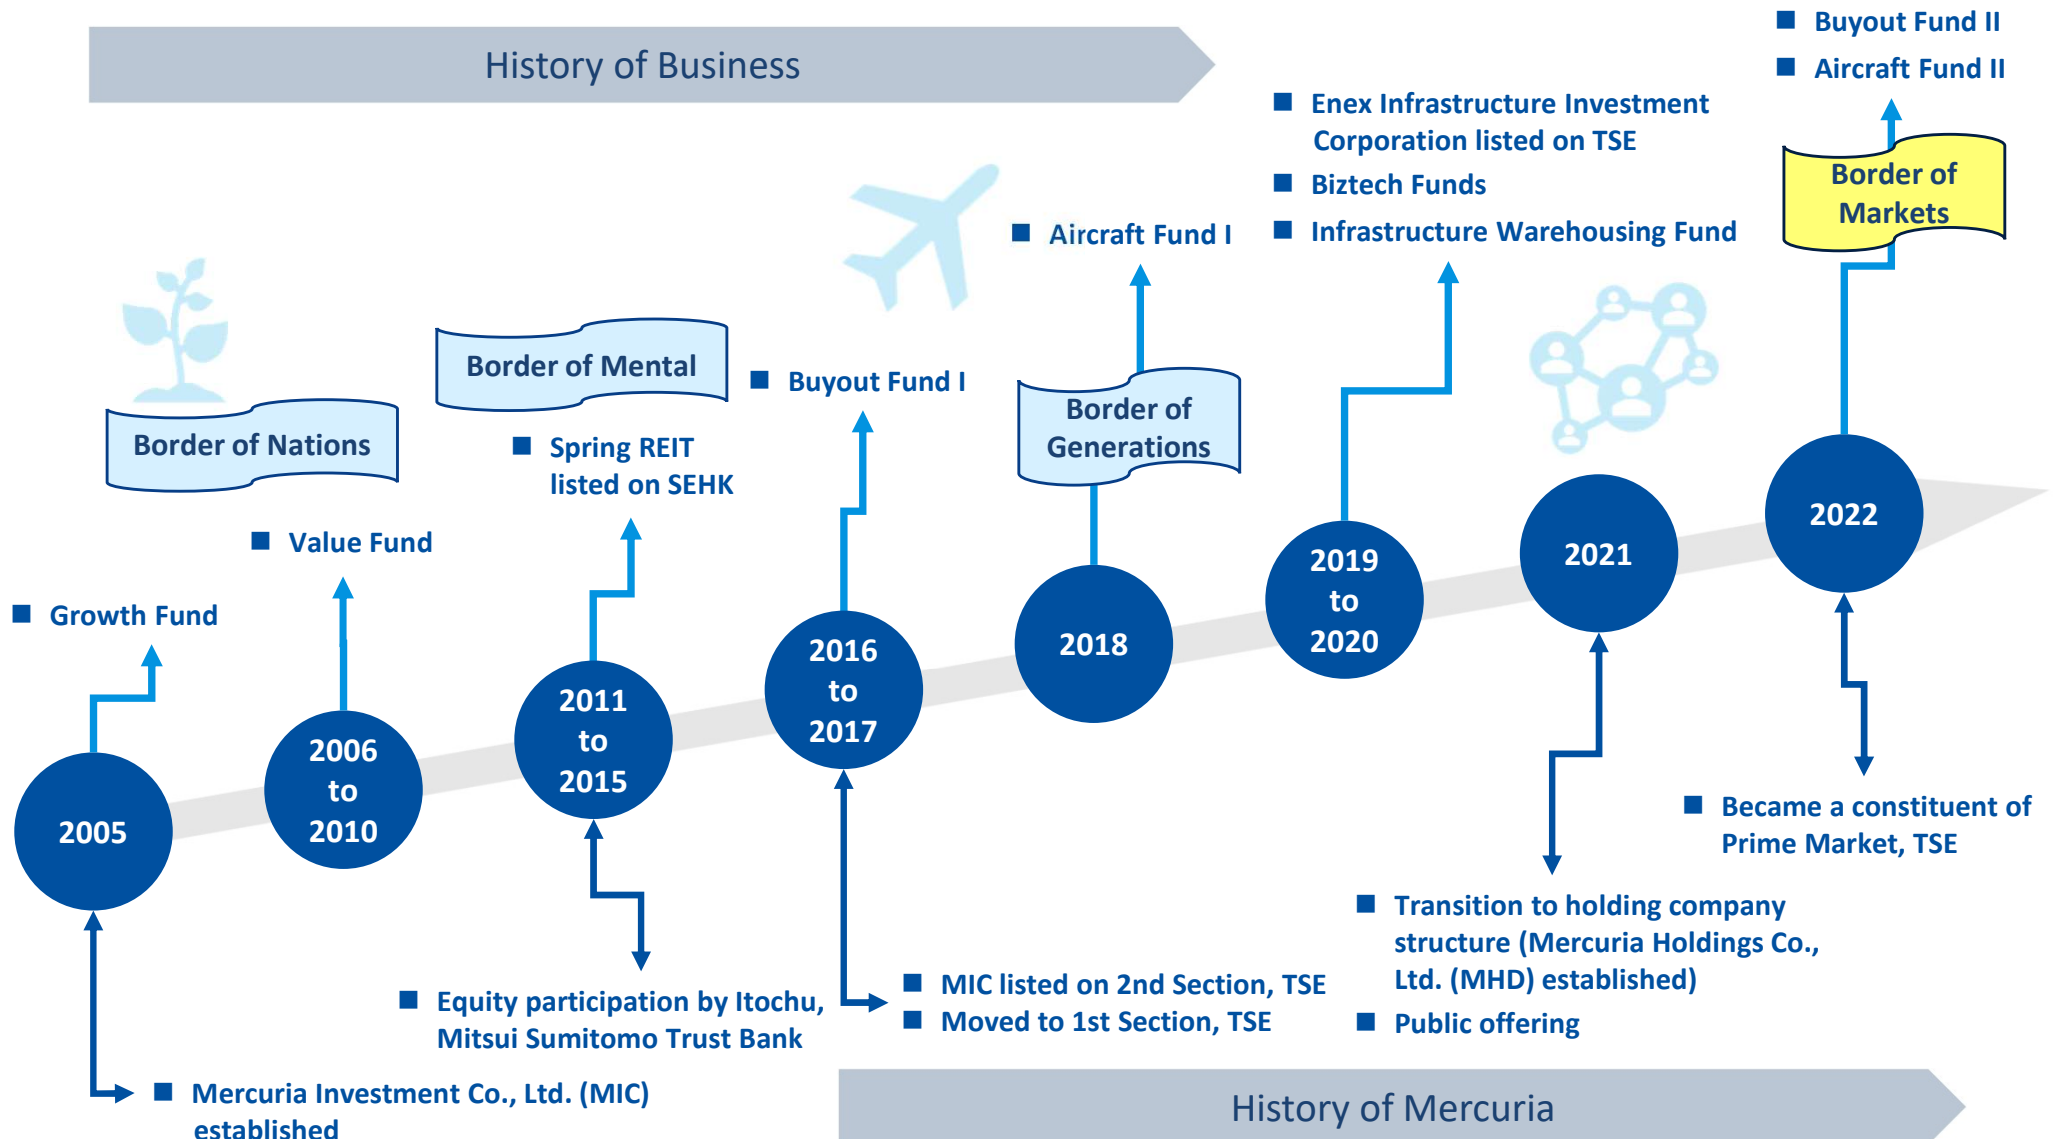 History of Business
■ Buyout Fund II
■ Aircraft Fund II
■ Enex Infrastructure Investment
Corporation listed on TSE
■ Biztech Funds
■ Infrastructure Warehousing Fund
Border of
Markets
■ Aircraft Fund I
Border of Mental
■ Buyout Fund I
Border of
Generations
Border of Nations
■ Spring REIT
listed on SEHK
■ Value Fund
■ Growth Fund
2005
2006
to
2010
2011
to
2015
2016
to
2017
2018
2019
to
2020
2021
2022
■ Became a constituent of
Prime Market, TSE
■ Transition to holding company
structure (Mercuria Holdings Co.,
Ltd. (MHD) established)
■ Public offering
■ MIC listed on 2nd Section, TSE
■ Moved to 1st Section, TSE
■ Equity participation by Itochu,
Mitsui Sumitomo Trust Bank
■ Mercuria Investment Co., Ltd. (MIC)
established
History of Mercuria